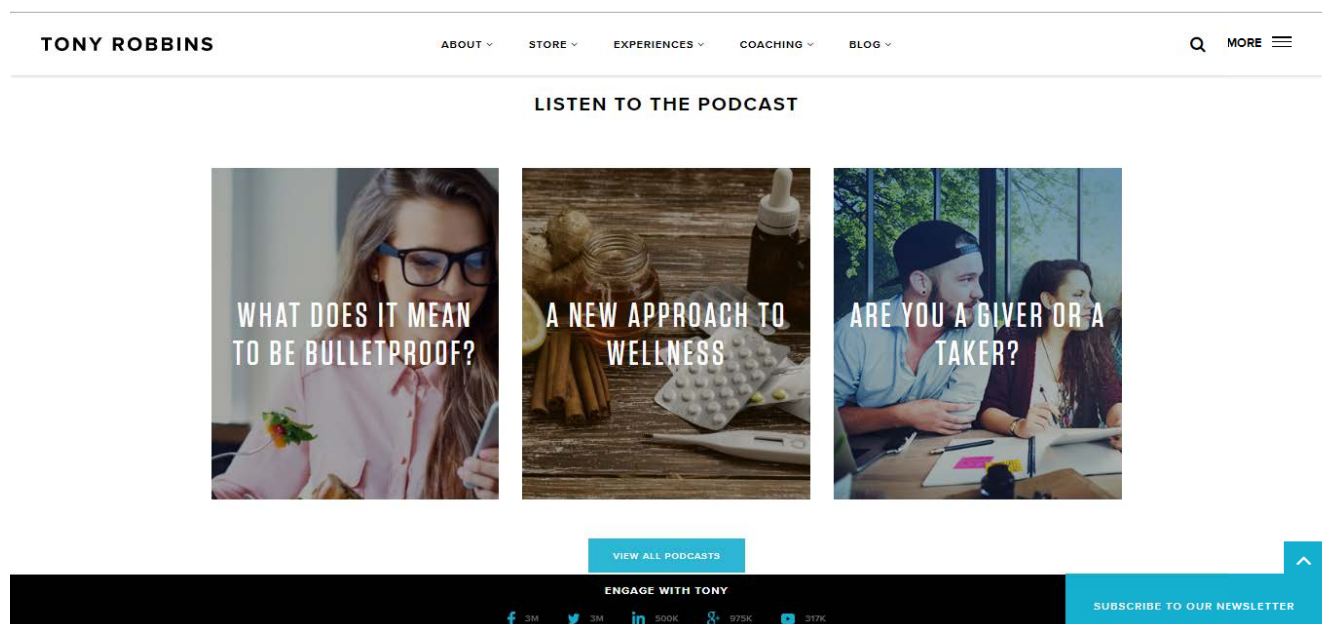 TONY ROBBINS
ABOUT
STORE
EXPERIENCES
COACHING
BLOG
MORE
LISTEN TO THE PODCAST
WHAT DOES IT MEAN
TO BE BULLETPROOF?
A NEW APPROACH TO
WELLNESS
ARE YOU A GIVER OR A
TAKER?
VIEW ALL PODCASTS
ENGAGE WITH TONY
3M
3M
500K
975K
317K
SUBSCRIBE TO OUR NEWSLETTER